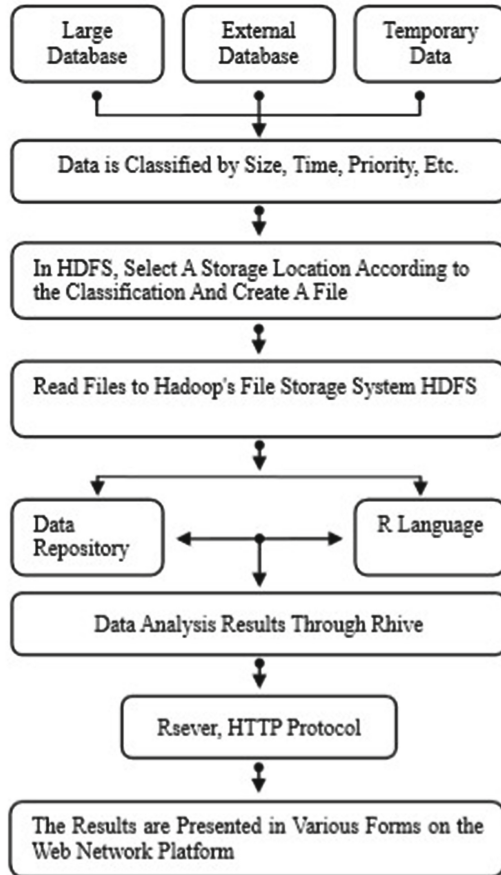 Large
Database
External
Database
Temporary
Data
Data is Classified by Size, Time, Priority, Etc.
In HDFS, Select A Storage Location According to
the Classification And Create A File
Read Files to Hadoop's File Storage System HDFS
Data
Repository
R Language
Data Analysis Results Through Rhive
Rsever, HTTP Protocol
The Results are Presented in Various Forms on the
Web Network Platform